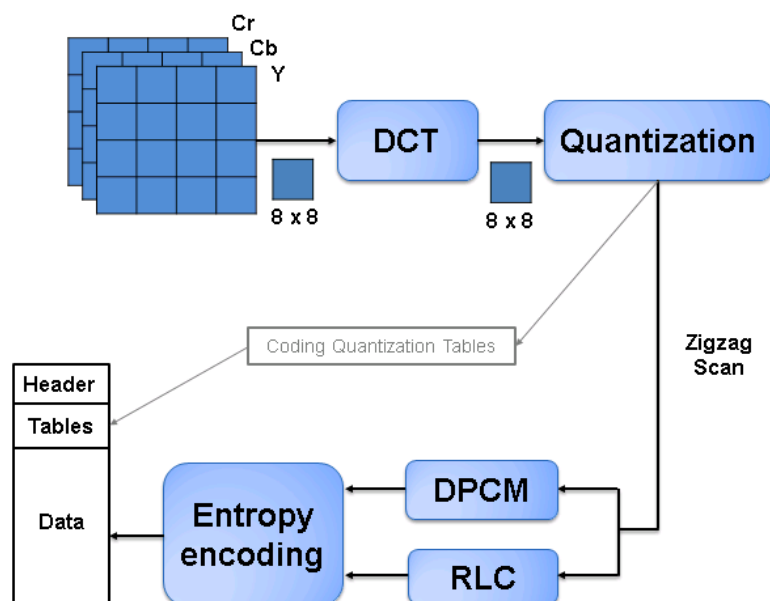 Cr
Cb
Y
DCT
Quantization
8 x 8
8 x 8
Coding Quantization Tables
Zigzag
Scan
Header
Tables
Data
Entropy
encoding
DPCM
RLC